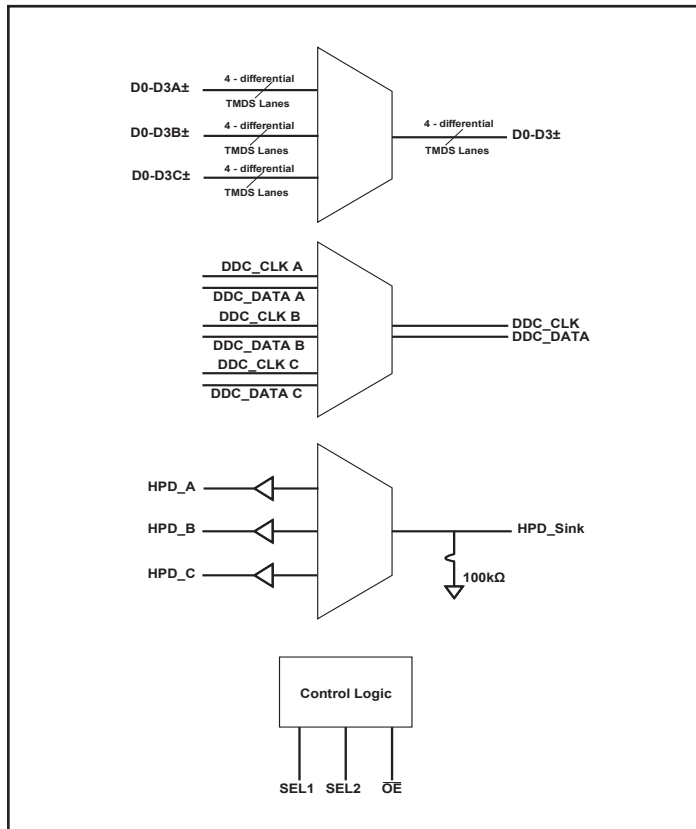 4 - differential
D0-D3A±
TMDS Lanes
4 - differential
D0-D3B±
TMDS Lanes
4 - differential
D0-D3±
TMDS Lanes
4 - differential
D0-D3C±
TMDS Lanes
DDC_CLK A
DDC_DATA A
DDC_CLK B
DDC_DATA B
DDC_CLK C
DDC_DATA C
DDC_CLK
DDC_DATA
HPD_A
HPD_B
HPD_C
HPD_Sink
100kΩ
Control Logic
SEL1 SEL2 OE